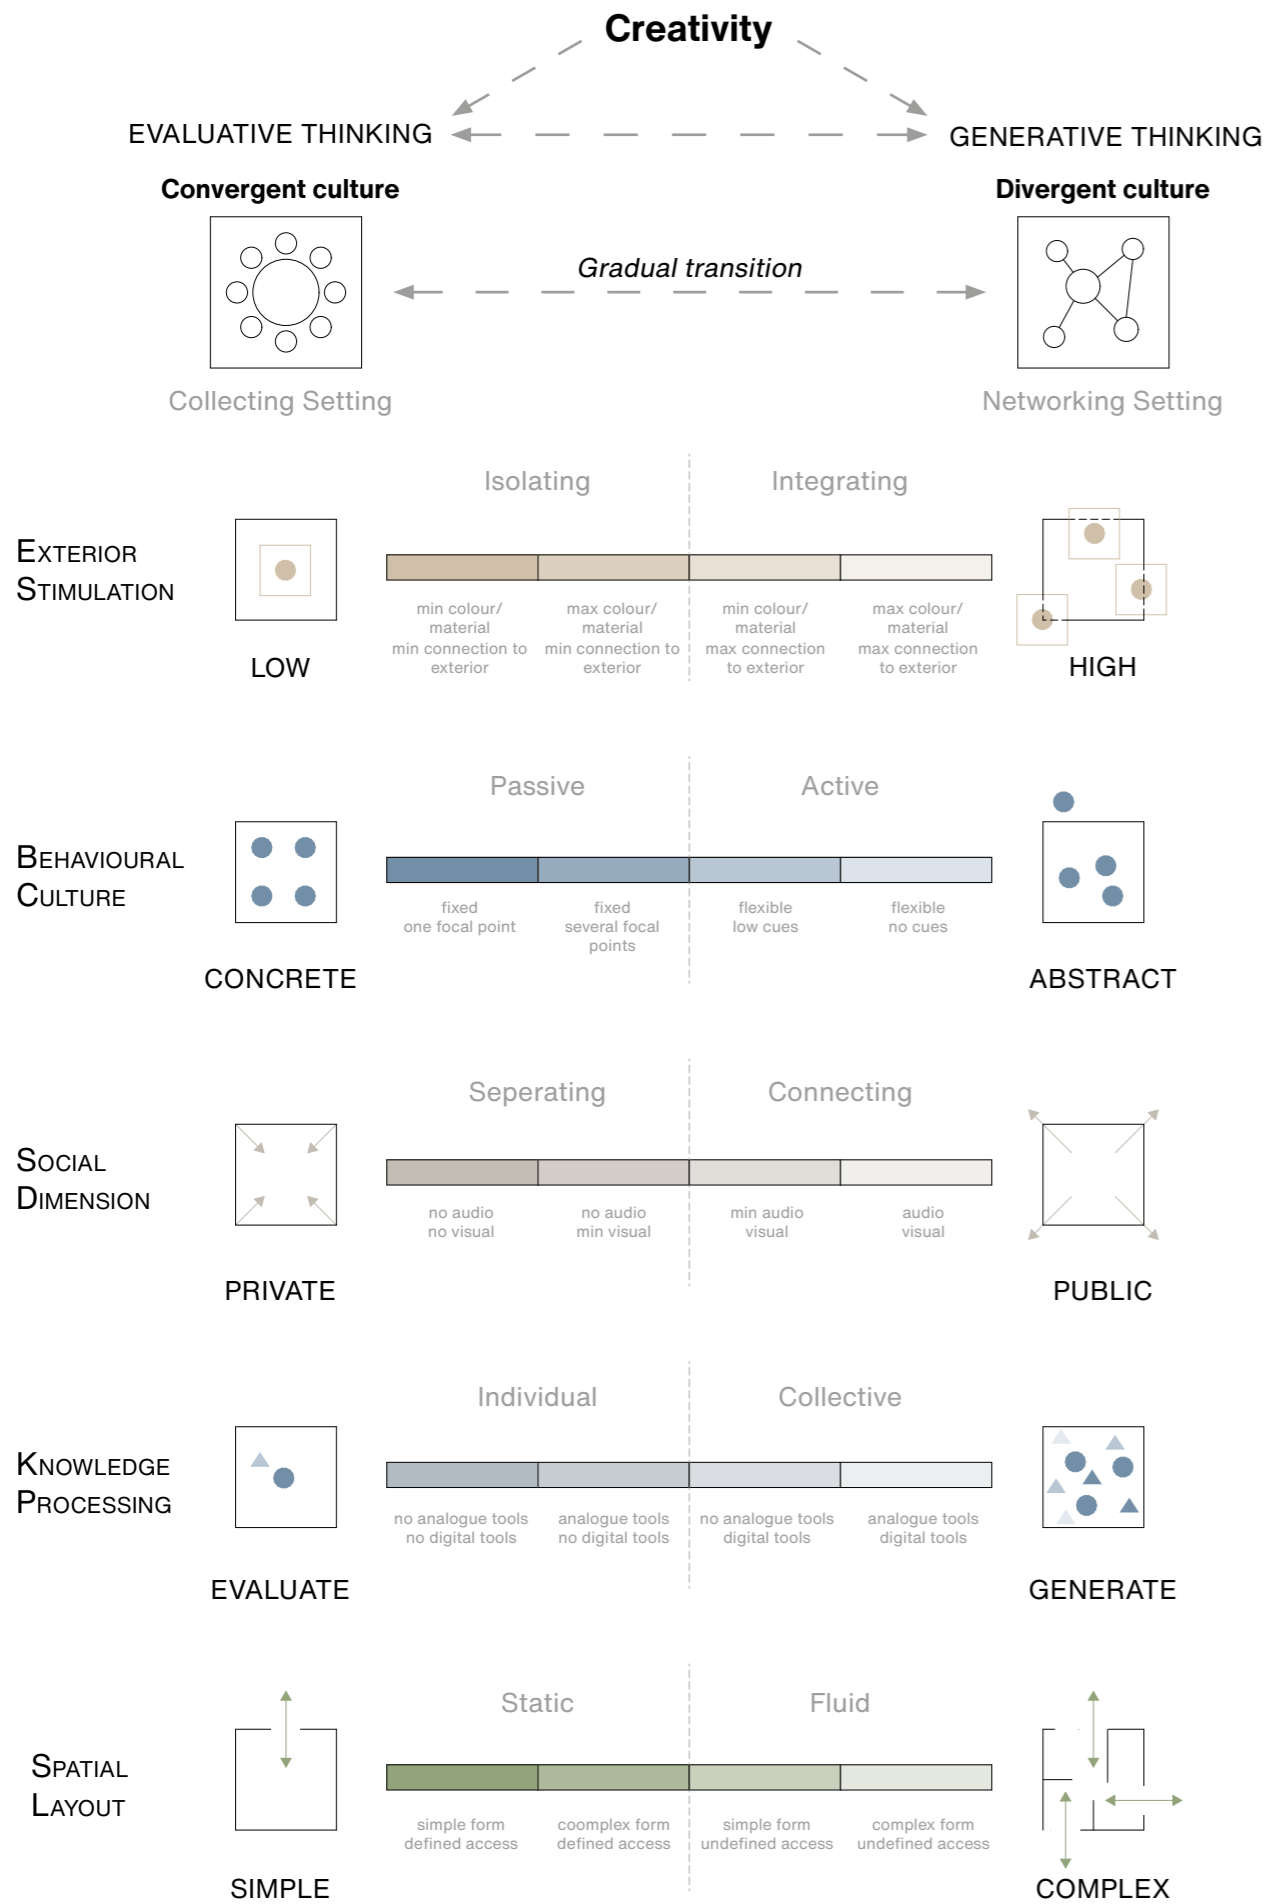 Creativity
EVALUATIVE THINKING
GENERATIVE THINKING
Convergent culture
Divergent culture
Gradual transition
Collecting Setting
Networking Setting
EXTERIOR
STIMULATION
Isolating
Integrating
min colour/
material
min connection to
exterior
max colour/
material
min connection to
exterior
min colour/
material
max connection
to exterior
max colour/
material
max connection
to exterior
LOW
HIGH
BEHAVIOURAL
CULTURE
Passive
Active
fixed
one focal point
fixed
several focal
points
flexible
low cues
flexible
no cues
CONCRETE
ABSTRACT
SOCIAL
DIMENSION
Seperating
Connecting
no audio
no visual
no audio
min visual
min audio
visual
audio
visual
PRIVATE
PUBLIC
KNOWLEDGE
PROCESSING
Individual
Collective
no analogue tools
no digital tools
analogue tools
no digital tools
no analogue tools
digital tools
analogue tools
digital tools
EVALUATE
GENERATE
SPATIAL
LAYOUT
Static
Fluid
simple form
defined access
coomplex form
defined access
simple form
undefined access
complex form
undefined access
SIMPLE
COMPLEX